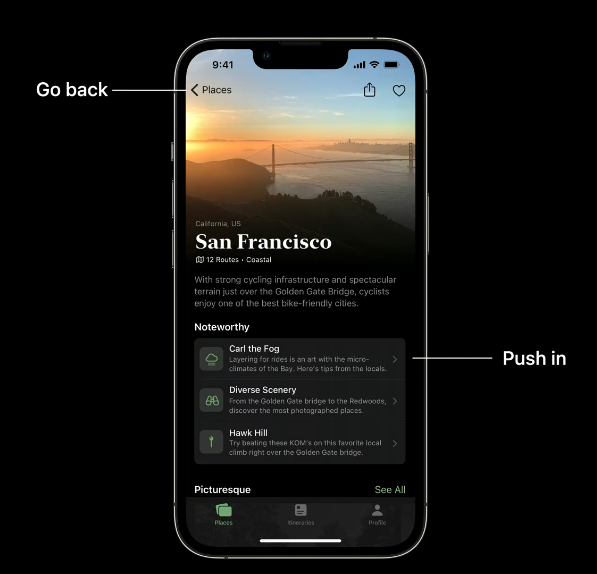 9:41
Go back
Places
California, US
San Francisco
12 Routes • Coastal
With strong cycling infrastructure and spectacular
terrain just over the Golden Gate Bridge, cyclists
enjoy one of the best bike-friendly cities.
Noteworthy
Carl the Fog
Layering for rides is an art with the micro-
climates of the Bay. Here's tips from the locals.
Push in
Diverse Scenery
From the Golden Gate bridge to the Redwoods,
discover the most photographed places.
Hawk Hill
Try beating these KOM's on this favorite local
climb right over the Golden Gate bridge.
Picturesque See All
Places Itineraries Profile